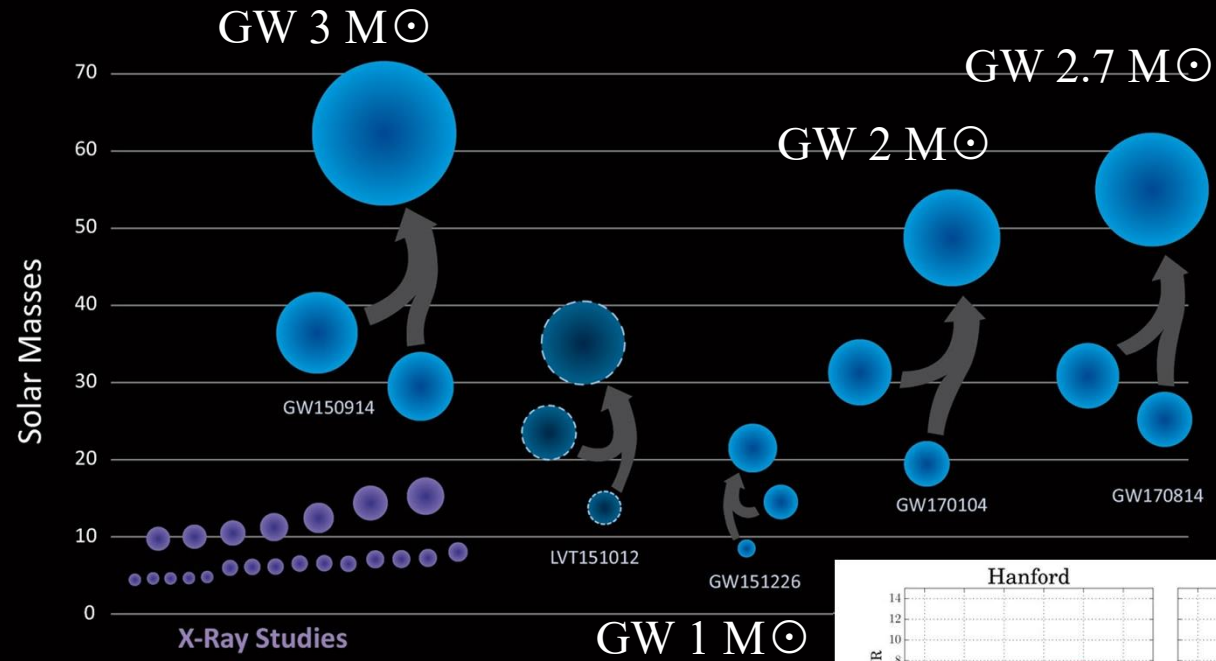 GW 3 M☉
GW 2.7 M☉
GW 2 M☉
70
60
50
40
30
20
10
0
Solar Masses
GW150914
LVT151012
GW151226
GW170104
GW170814
X-Ray Studies
GW 1 M☉
Hanford
14
12
10
8
R